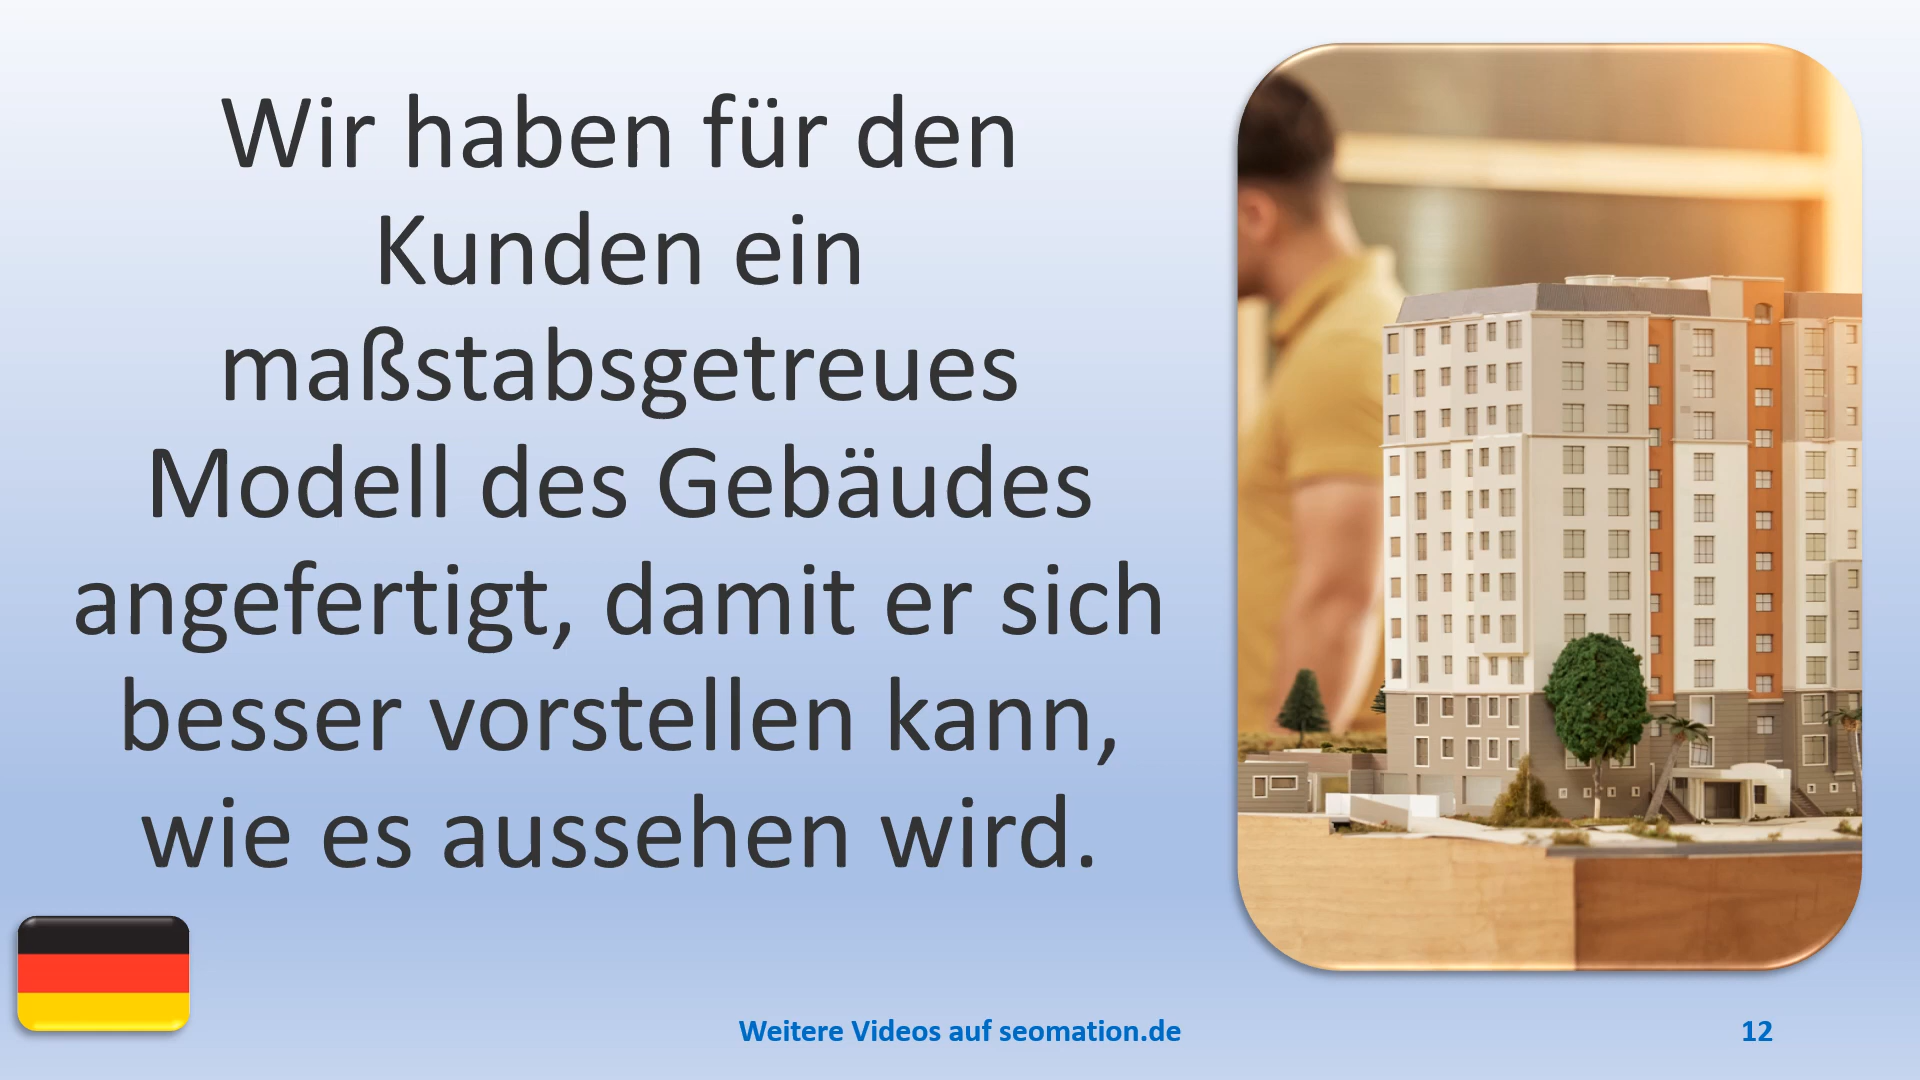 Wir haben für den
Kunden ein
maßstabsgetreues
Modell des Gebäudes
angefertigt, damit er sich
besser vorstellen kann,
wie es aussehen wird.
Weitere Videos auf seomation.de
12